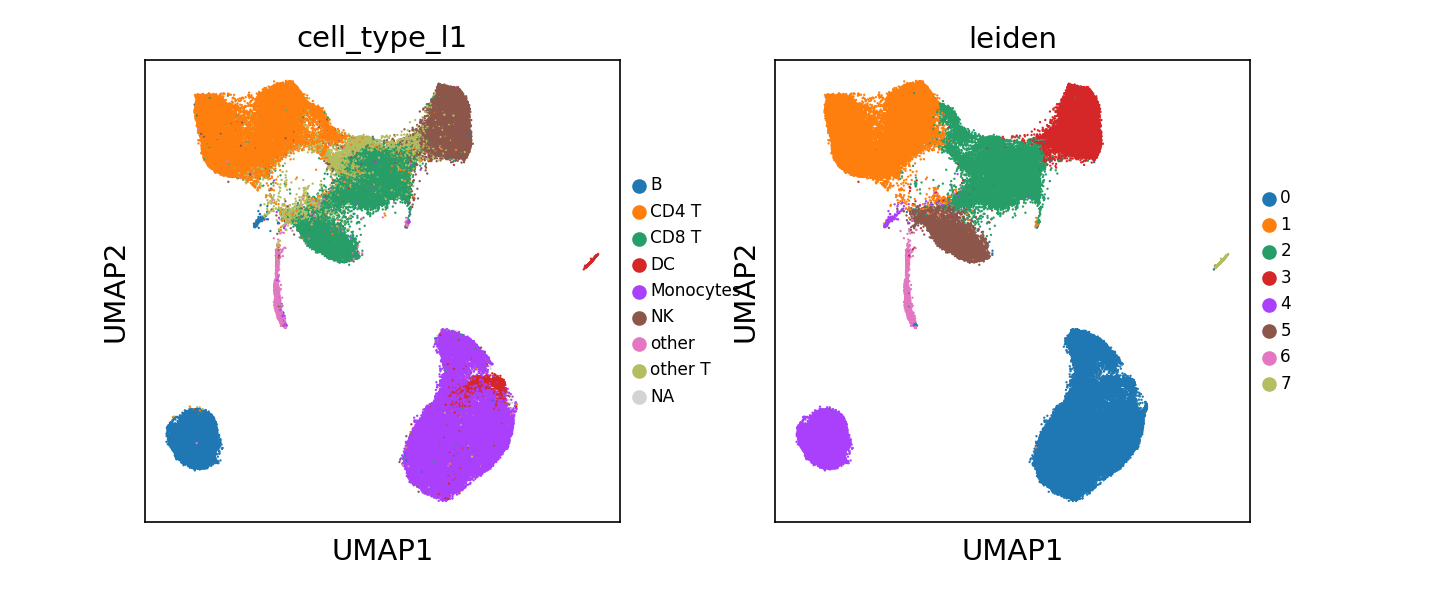 cell_type_l1
UMAP2
UMAP1
B
CD4 T
CD8 T
DC
Monocytes
NK
other
other T
NA
leiden
UMAP2
UMAP1
0
1
2
3
4
5
6
7